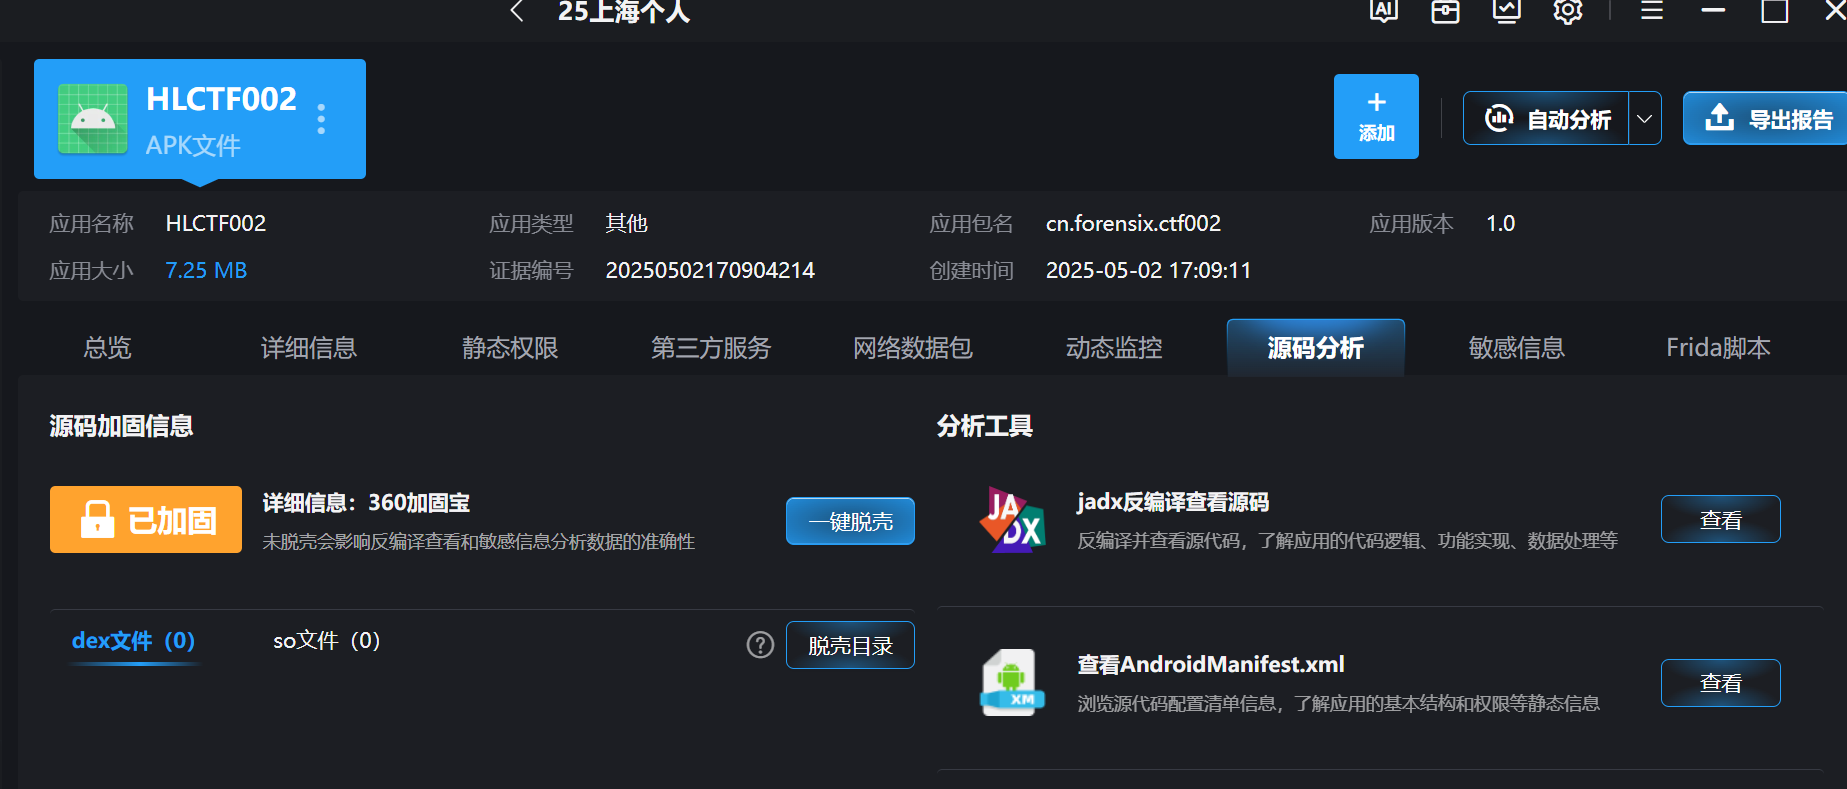 25上海个人
AI
HLCTF002
APK文件
添加
自动分析
导出报告
应用名称 HLCTF002 应用类型 其他 应用包名 cn.forensix.ctf002 应用版本 1.0
应用大小 7.25 MB 证据编号 20250502170904214 创建时间 2025-05-02 17:09:11
总览 详细信息 静态权限 第三方服务 网络数据包 动态监控 源码分析 敏感信息 Frida脚本
源码加固信息
已加固
详细信息：360加固宝
未脱壳会影响反编译查看和敏感信息分析数据的准确性
一键脱壳
dex文件（0） so文件（0） ? 脱壳目录
分析工具
JADX
jadx反编译查看源码
反编译并查看源代码，了解应用的代码逻辑、功能实现、数据处理等
查看
XM
查看AndroidManifest.xml
浏览源代码配置清单信息，了解应用的基本结构和权限等静态信息
查看